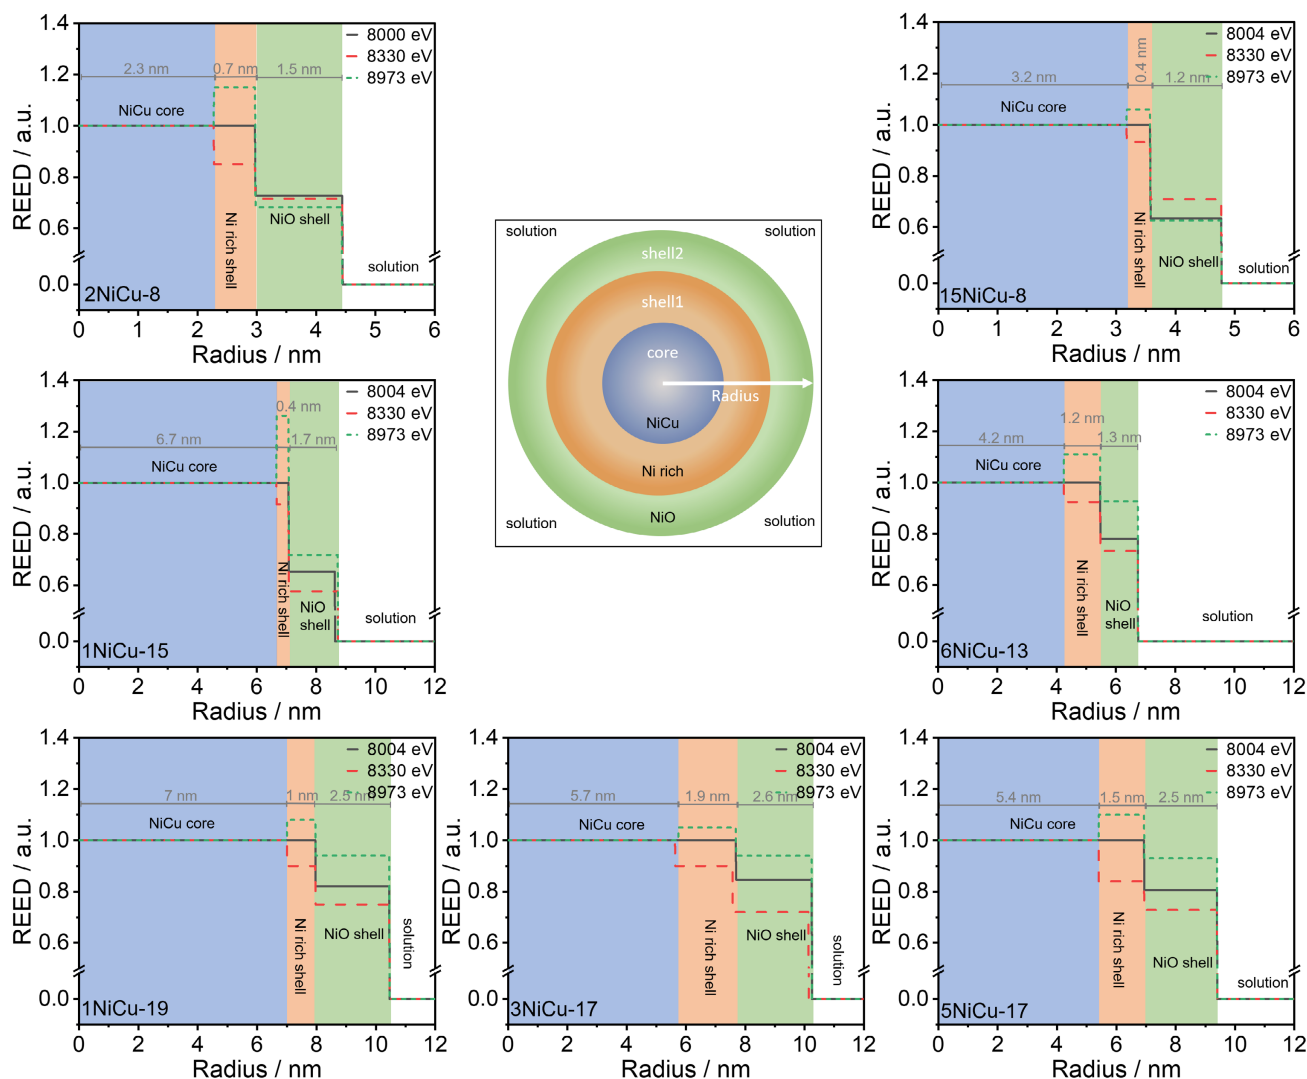 1.4
1.2
1.0
0.8
0.6
0.0
REED / a.u.
8000 eV
8330 eV
8973 eV
2.3 nm
0.7 nm
1.5 nm
NiCu core
Ni rich shell
NiO shell
solution
2NiCu-8
0 1 2 3 4 5 6
Radius / nm
1.4
1.2
1.0
0.8
0.6
0.0
REED / a.u.
8004 eV
8330 eV
8973 eV
3.2 nm
0.4 nm
1.2 nm
NiCu core
Ni rich shell
NiO shell
solution
15NiCu-8
0 1 2 3 4 5 6
Radius / nm
solution
solution
shell2
shell1
core
Radius
NiCu
Ni rich
NiO
solution
solution
1.4
1.2
1.0
0.8
0.6
0.0
REED / a.u.
8004 eV
8330 eV
8973 eV
0.4 nm
6.7 nm
1.7 nm
NiCu core
Ni rich shell
NiO
shell
solution
1NiCu-15
0 2 4 6 8 10 12
Radius / nm
1.4
1.2
1.0
0.8
0.6
0.0
REED / a.u.
8004 eV
8330 eV
8973 eV
1.2 nm
4.2 nm
1.3 nm
NiCu core
Ni rich shell
NiO
shell
solution
6NiCu-13
0 2 4 6 8 10 12
Radius / nm
1.4
1.2
1.0
0.8
0.6
0.0
REED / a.u.
8004 eV
8330 eV
8973 eV
7 nm
1 nm
2.5 nm
NiCu core
Ni rich shell
NiO shell
solution
1NiCu-19
0 2 4 6 8 10 12
Radius / nm
1.4
1.2
1.0
0.8
0.6
0.0
REED / a.u.
8004 eV
8330 eV
8973 eV
5.7 nm
1.9 nm
2.6 nm
NiCu core
Ni rich shell
NiO shell
solution
3NiCu-17
0 2 4 6 8 10 12
Radius / nm
1.4
1.2
1.0
0.8
0.6
0.0
REED / a.u.
8004 eV
8330 eV
8973 eV
5.4 nm
1.5 nm
2.5 nm
NiCu core
Ni rich shell
NiO shell
solution
5NiCu-17
0 2 4 6 8 10 12
Radius / nm